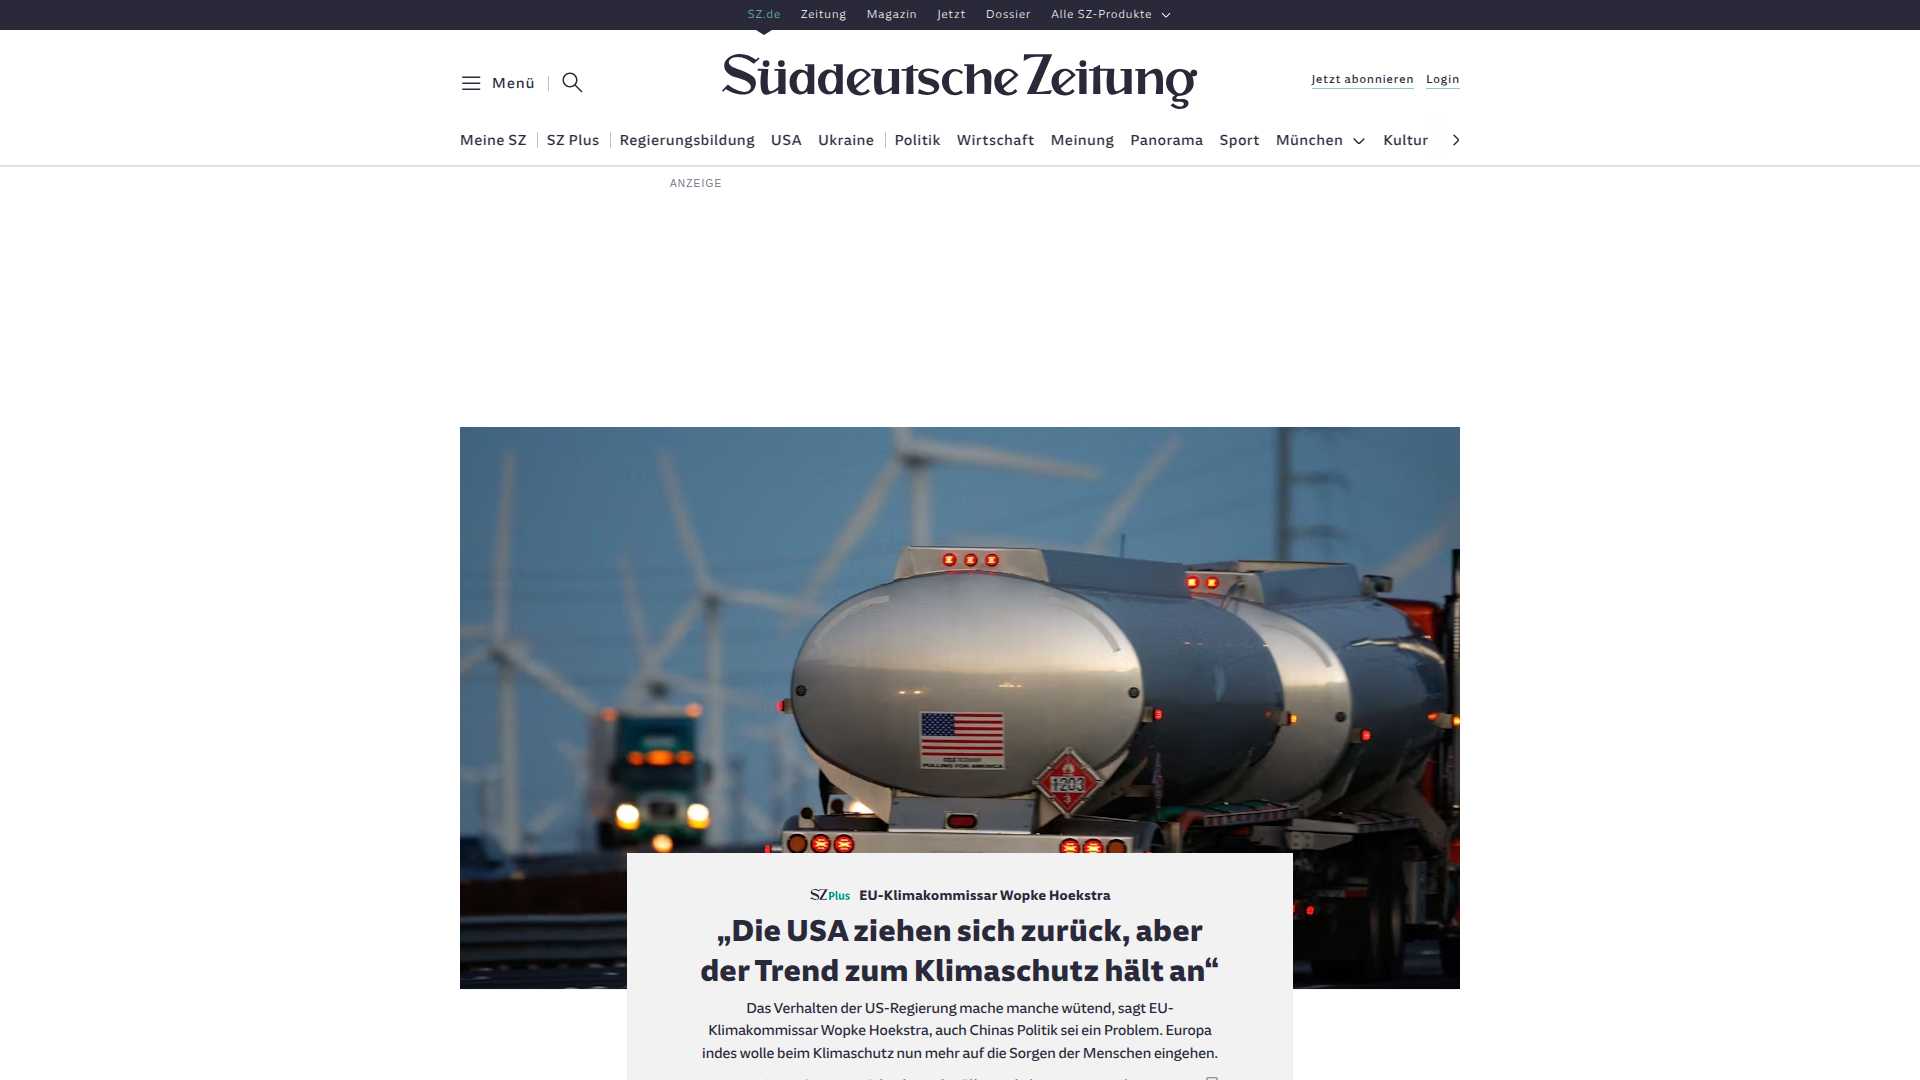 SZ.de Zeitung Magazin Jetzt Dossier Alle SZ-Produkte
Menü
Süddeutsche Zeitung
Jetzt abonnieren Login
Meine SZ SZ Plus Regierungsbildung USA Ukraine Politik Wirtschaft Meinung Panorama Sport München Kultur
ANZEIGE
PULLING FOR AMERICA
1203
3
SZ Plus EU-Klimakommissar Wopke Hoekstra
„Die USA ziehen sich zurück, aber
der Trend zum Klimaschutz hält an“
Das Verhalten der US-Regierung mache manche wütend, sagt EU-
Klimakommissar Wopke Hoekstra, auch Chinas Politik sei ein Problem. Europa
indes wolle beim Klimaschutz nun mehr auf die Sorgen der Menschen eingehen.